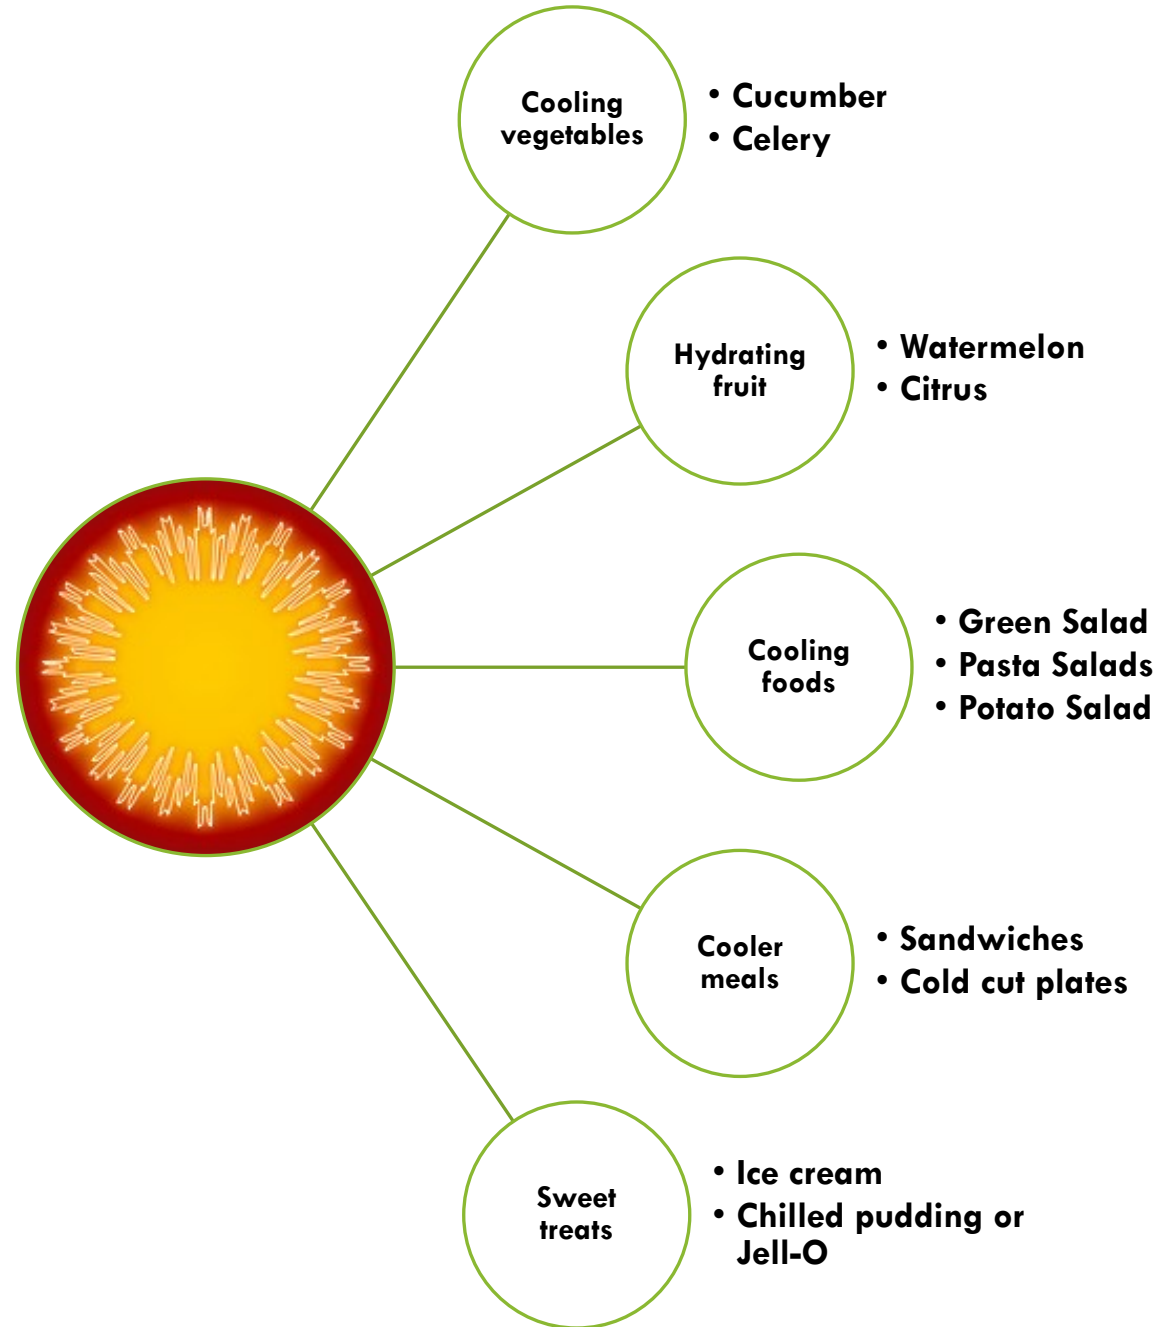 Cooling
vegetables
• Cucumber
• Celery
Hydrating
fruit
• Watermelon
• Citrus
Cooling
foods
• Green Salad
• Pasta Salads
• Potato Salad
Cooler
meals
• Sandwiches
• Cold cut plates
Sweet
treats
• Ice cream
• Chilled pudding or
Jell-O